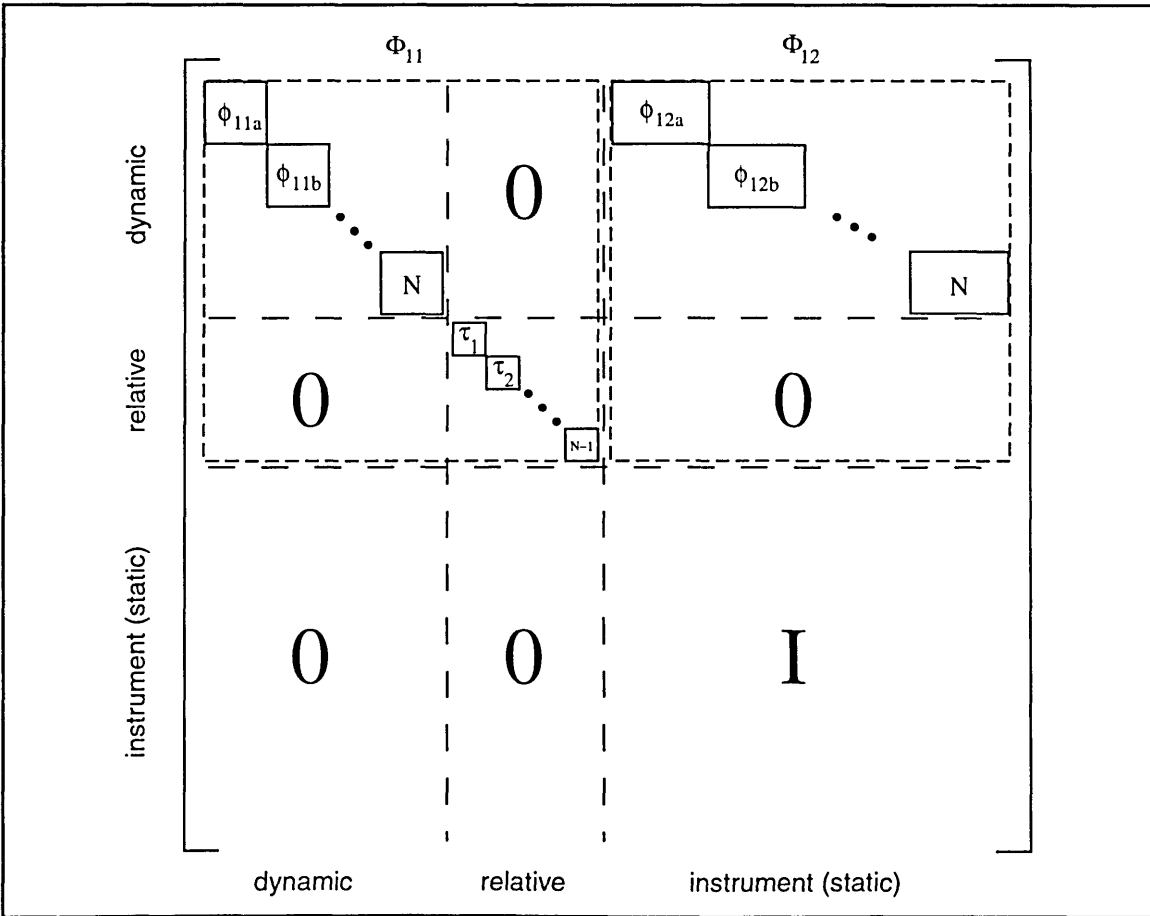 Φ11 Φ12
ϕ11a ϕ12a
ϕ11b 0 ϕ12b
dynamic
N N
τ1
τ2
relative 0 0
N-1
instrument (static)
0 0 I
dynamic relative instrument (static)